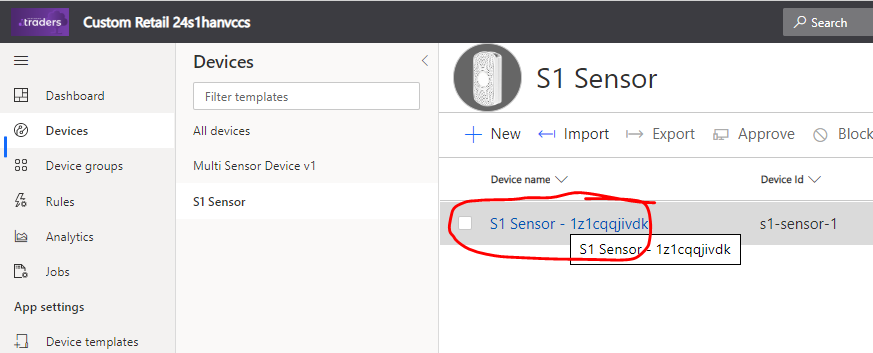 traders
Custom Retail 24s1hanvccs
Search
Dashboard
Devices
Device groups
Rules
Analytics
Jobs
App settings
Device templates
Devices
Filter templates
All devices
Multi Sensor Device v1
S1 Sensor
S1 Sensor
New Import Export Approve Block
Device name Device Id
S1 Sensor - 1z1cqqjivdk s1-sensor-1
S1 Sensor - 1z1cqqjivdk